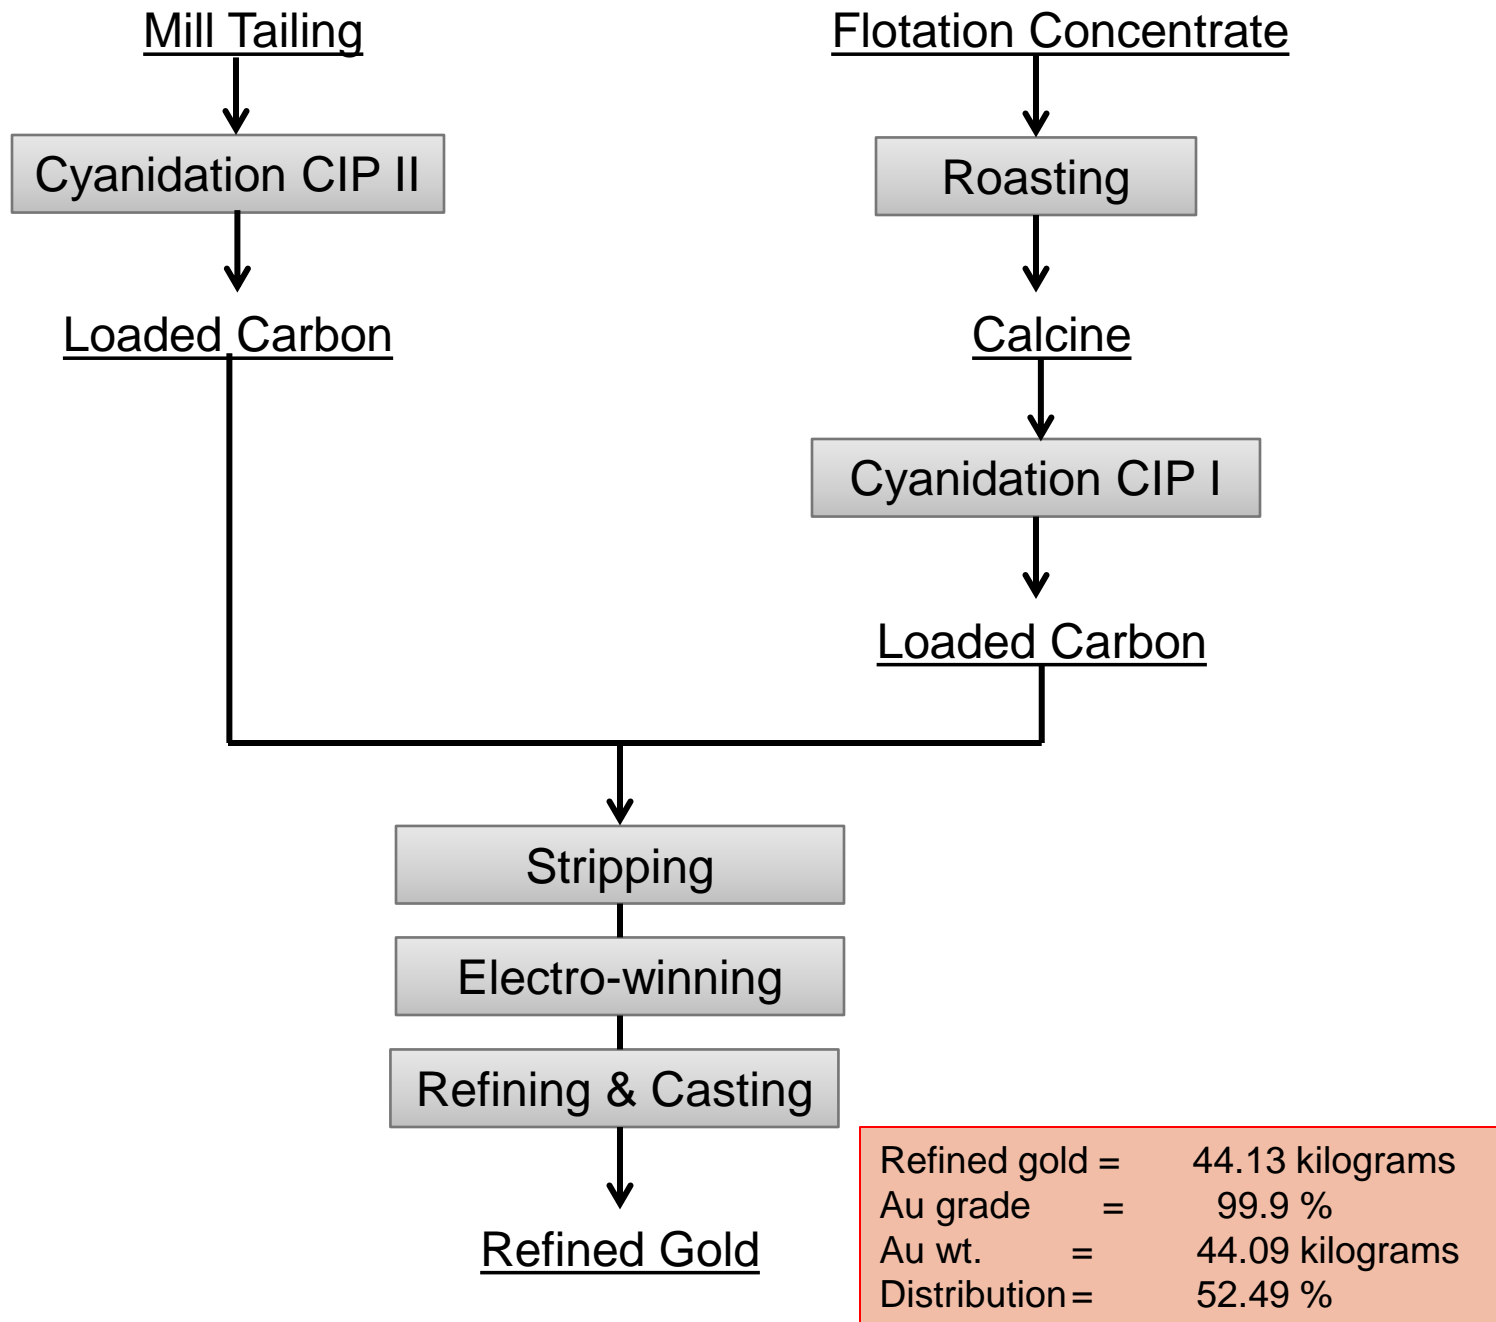 Mill Tailing
Flotation Concentrate
Cyanidation CIP II
Roasting
Loaded Carbon
Calcine
Cyanidation CIP I
Loaded Carbon
Stripping
Electro-winning
Refining & Casting
Refined Gold
Refined gold = 44.13 kilograms
Au grade = 99.9 %
Au wt. = 44.09 kilograms
Distribution = 52.49 %